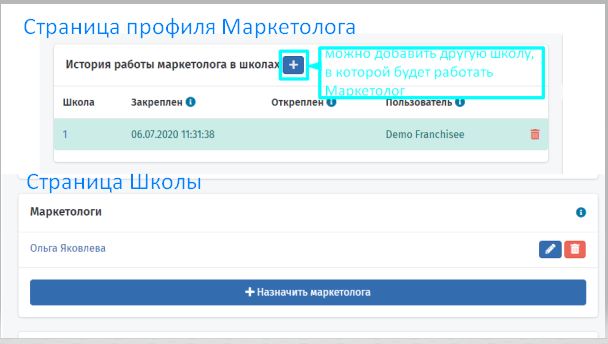 Страница профиля Маркетолога
История работы маркетолога в школах
можно добавить другую школу,
в которой будет работать
Маркетолог
Школа Закреплен Откреплен Пользователь
1 06.07.2020 11:31:38 Demo Franchisee
Страница Школы
Маркетологи
Ольга Яковлева
+ Назначить маркетолога